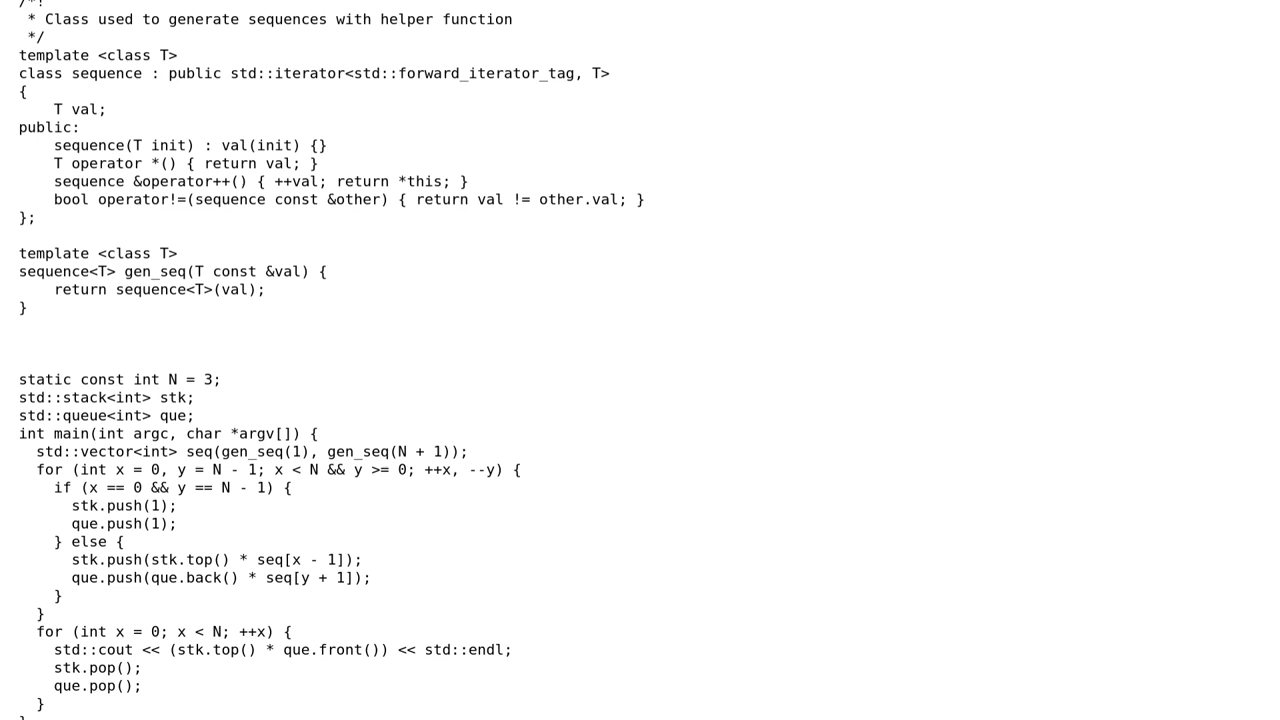 /*!
 * Class used to generate sequences with helper function
 */
template <class T>
class sequence : public std::iterator<std::forward_iterator_tag, T>
{
    T val;
public:
    sequence(T init) : val(init) {}
    T operator *() { return val; }
    sequence &operator++() { ++val; return *this; }
    bool operator!=(sequence const &other) { return val != other.val; }
};

template <class T>
sequence<T> gen_seq(T const &val) {
    return sequence<T>(val);
}

static const int N = 3;
std::stack<int> stk;
std::queue<int> que;
int main(int argc, char *argv[]) {
  std::vector<int> seq(gen_seq(1), gen_seq(N + 1));
  for (int x = 0, y = N - 1; x < N && y >= 0; ++x, --y) {
    if (x == 0 && y == N - 1) {
      stk.push(1);
      que.push(1);
    } else {
      stk.push(stk.top() * seq[x - 1]);
      que.push(que.back() * seq[y + 1]);
    }
  }
  for (int x = 0; x < N; ++x) {
    std::cout << (stk.top() * que.front()) << std::endl;
    stk.pop();
    que.pop();
  }
}